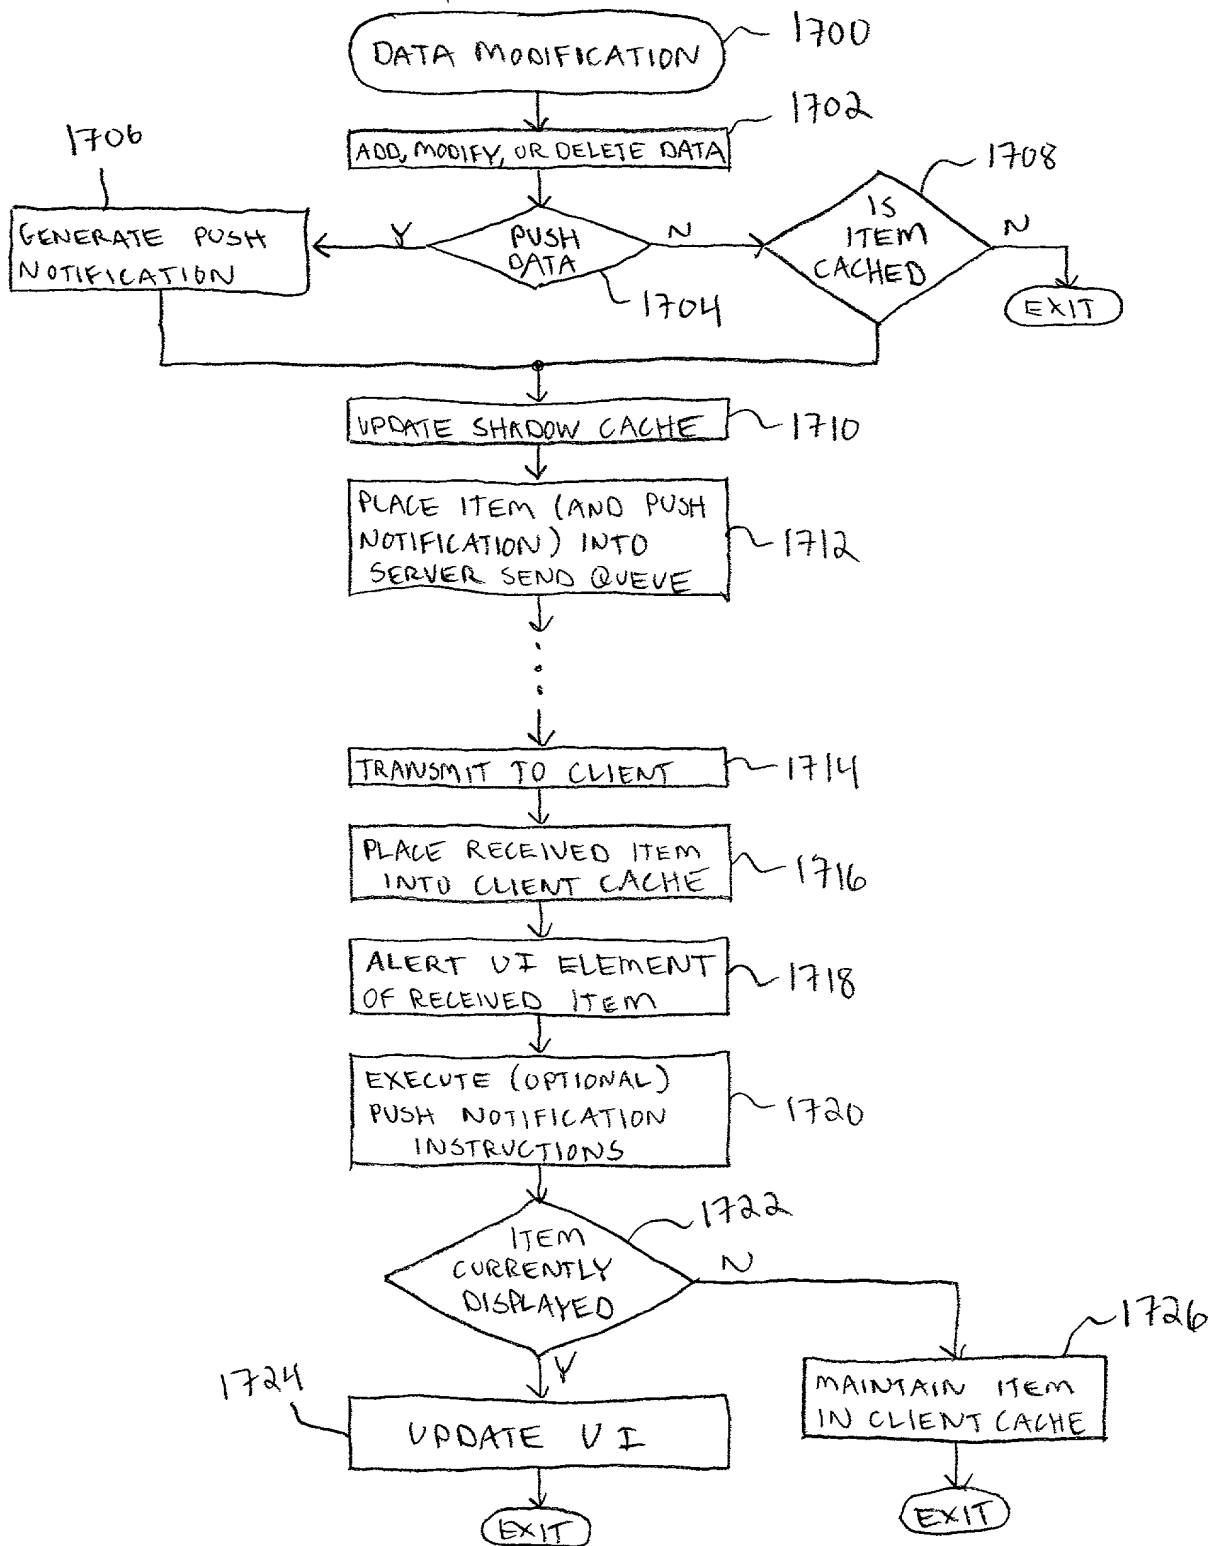 DATA MODIFICATION
1700
1702
ADD, MODIFY, OR DELETE DATA
1706
GENERATE PUSH
NOTIFICATION
Y
PUSH
DATA
1704
N
1708
IS
ITEM
CACHED
N
EXIT
UPDATE SHADOW CACHE
1710
PLACE ITEM (AND PUSH
NOTIFICATION) INTO
SERVER SEND QUEUE
1712
TRANSMIT TO CLIENT
1714
PLACE RECEIVED ITEM
INTO CLIENT CACHE
1716
ALERT UI ELEMENT
OF RECEIVED ITEM
1718
EXECUTE (OPTIONAL)
PUSH NOTIFICATION
INSTRUCTIONS
1720
ITEM
CURRENTLY
DISPLAYED
1722
N
Y
1724
UPDATE UI
EXIT
1726
MAINTAIN ITEM
IN CLIENT CACHE
EXIT